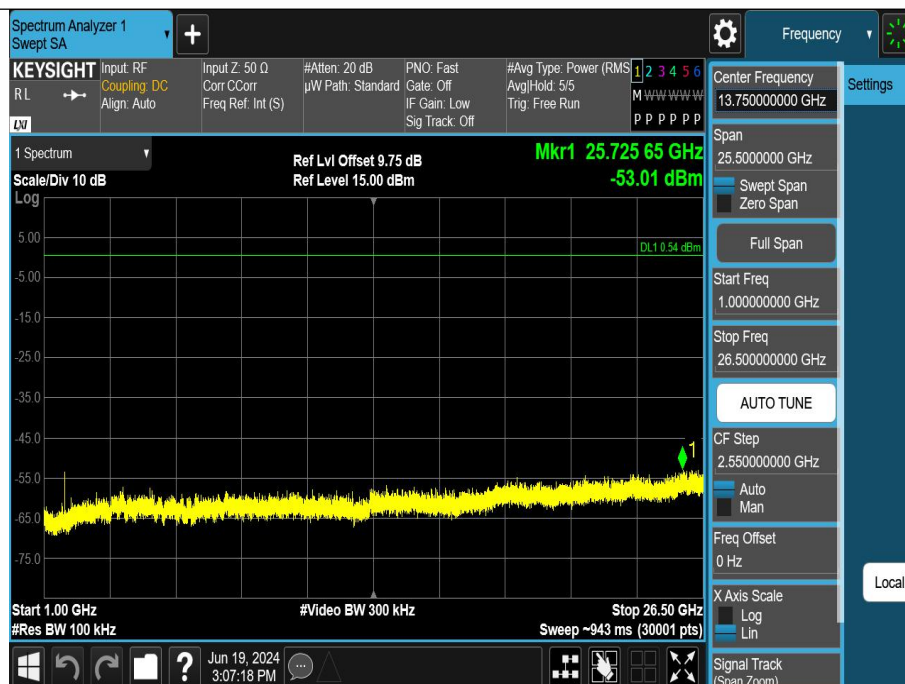 Spectrum Analyzer 1
Swept SA
Frequency
KEYSIGHT
RL
LXI
Input: RF
Coupling: DC
Align: Auto
Input Z: 50 Ω
Corr CCorr
Freq Ref: Int (S)
#Atten: 20 dB
µW Path: Standard
PNO: Fast
Gate: Off
IF Gain: Low
Sig Track: Off
#Avg Type: Power (RMS
Avg|Hold: 5/5
Trig: Free Run
1 2 3 4 5 6
M W W W W W
P P P P P P
1 Spectrum
Scale/Div 10 dB
Log
Ref Lvl Offset 9.75 dB
Ref Level 15.00 dBm
Mkr1 25.725 65 GHz
-53.01 dBm
5.00
DL1 0.54 dBm
-5.00
-15.0
-25.0
-35.0
-45.0
1
-55.0
-65.0
-75.0
Start 1.00 GHz
#Video BW 300 kHz
Stop 26.50 GHz
#Res BW 100 kHz
Sweep ~943 ms (30001 pts)
?
Jun 19, 2024
3:07:18 PM
Center Frequency
13.750000000 GHz
Span
25.5000000 GHz
Swept Span
Zero Span
Full Span
Start Freq
1.000000000 GHz
Stop Freq
26.500000000 GHz
AUTO TUNE
CF Step
2.550000000 GHz
Auto
Man
Freq Offset
0 Hz
X Axis Scale
Log
Lin
Signal Track
(Span Zoom)
Settings
Local